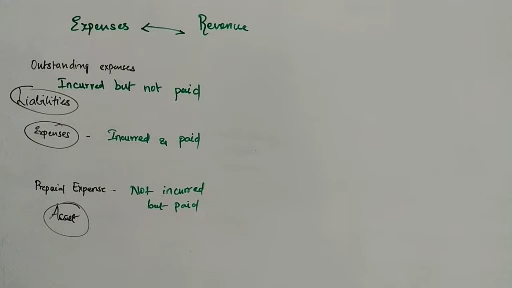 Expenses ⟷ Revenue
Outstanding expenses
Incurred but not paid
Liabilities
Expenses - Incurred & paid
Prepaid Expense - Not incurred
but paid
Asset